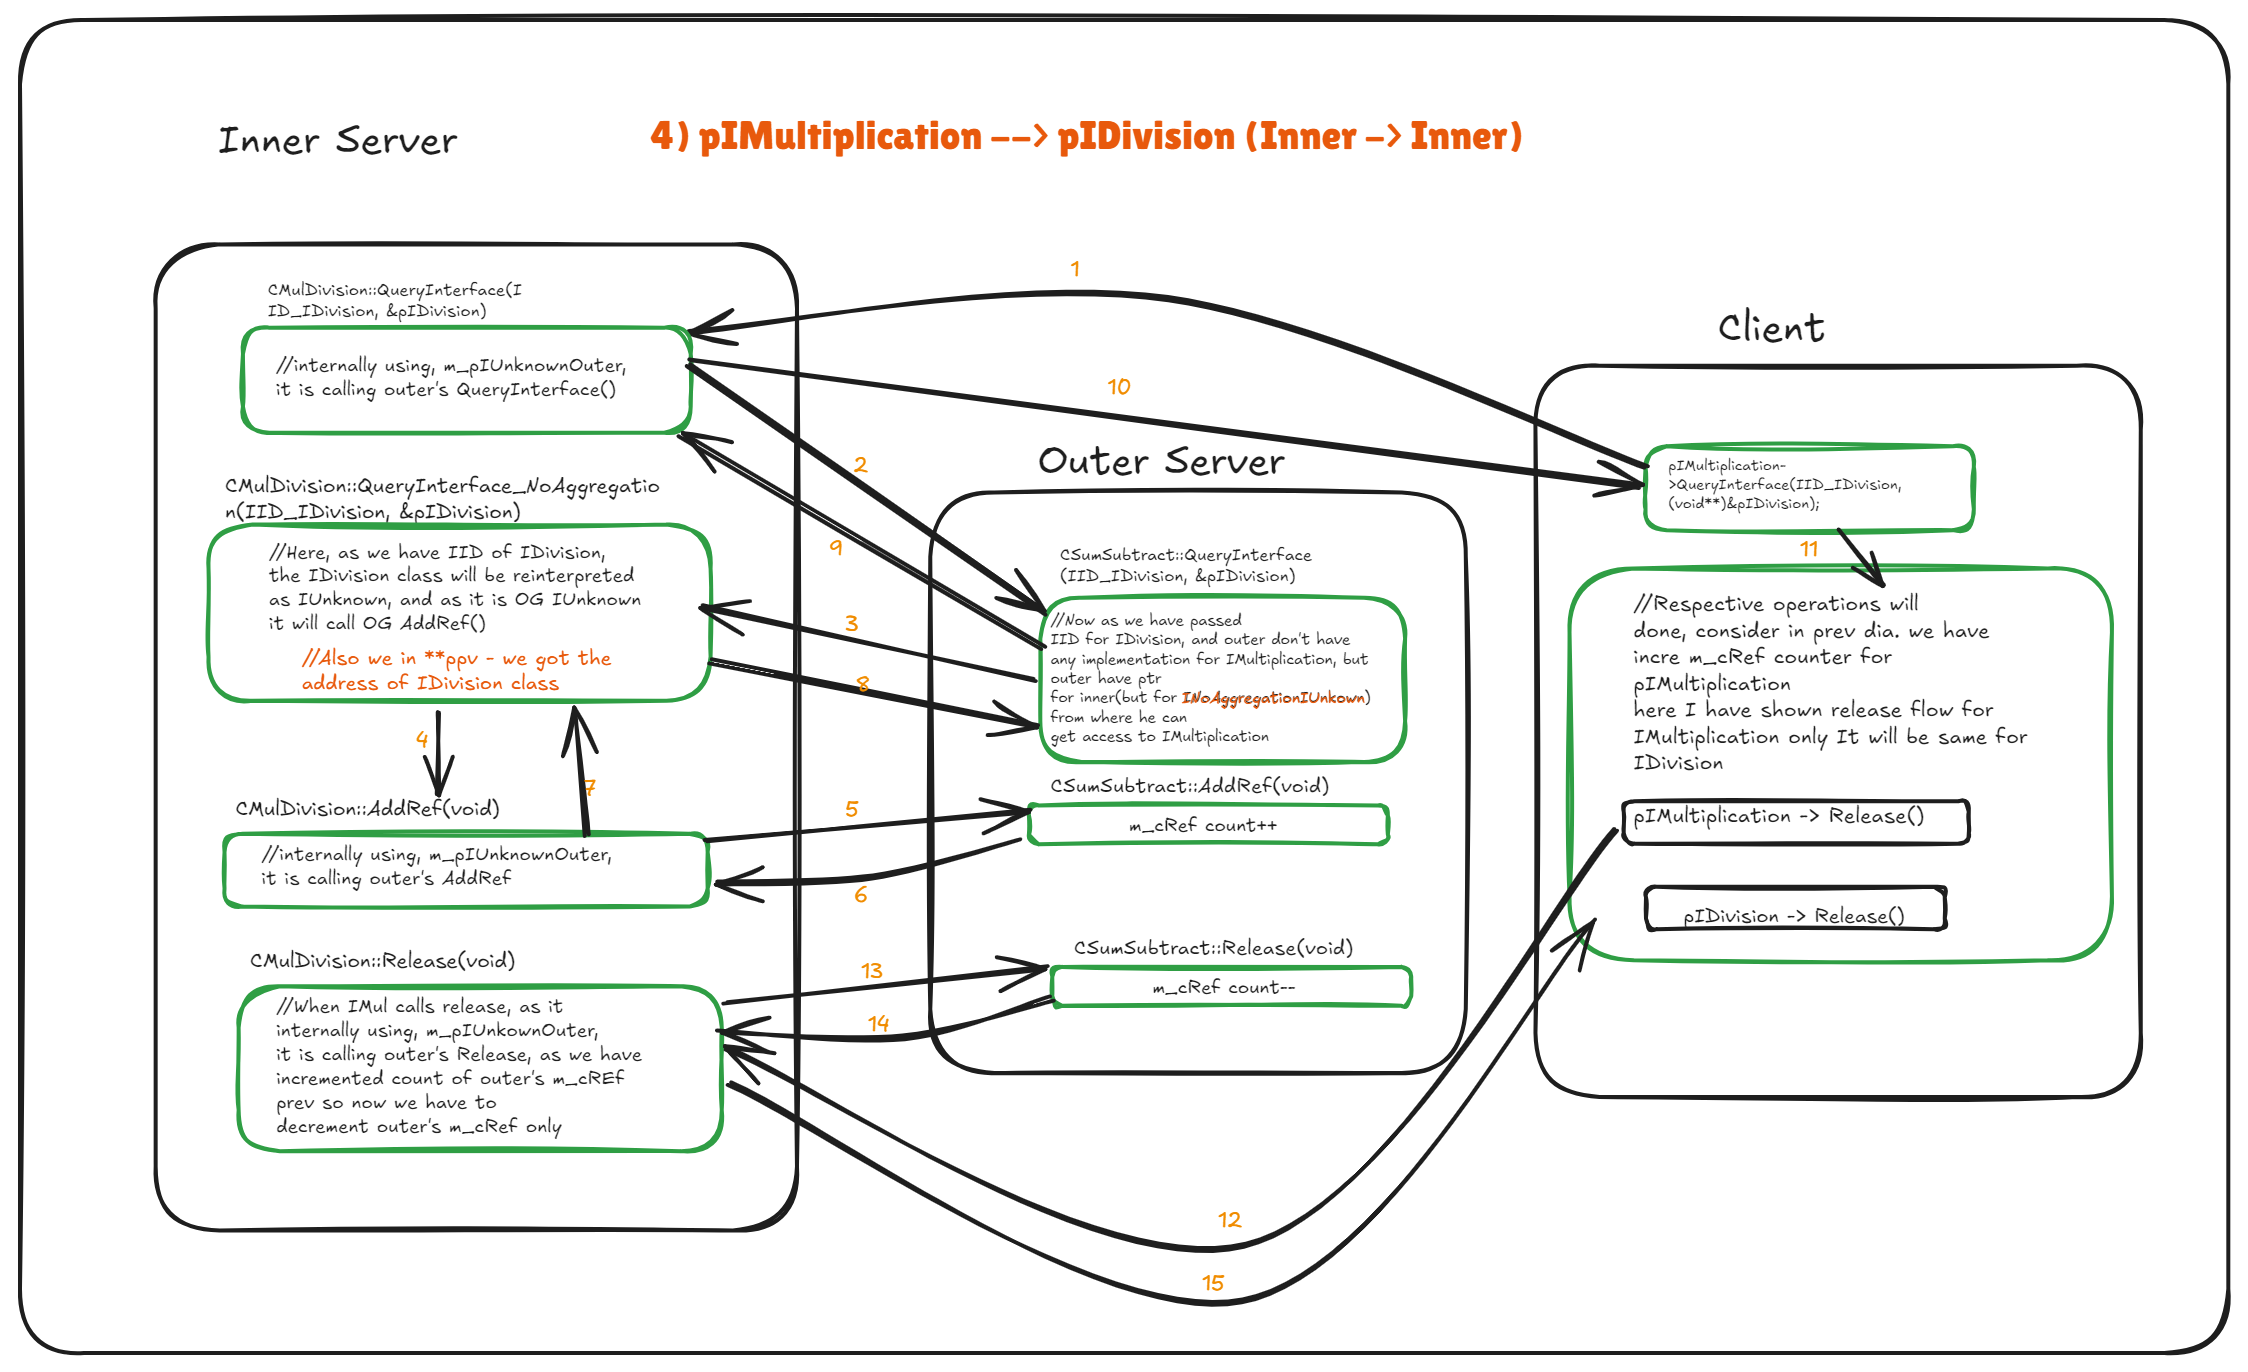 4) pIMultiplication --> pIDivision (Inner -> Inner)
Inner Server
CMulDivision::QueryInterface(I
ID_IDivision, &pIDivision)
//internally using, m_pIUnknownOuter,
it is calling outer's QueryInterface()
CMulDivision::QueryInterface_NoAggregatio
n(IID_IDivision, &pIDivision)
//Here, as we have IID of IDivision,
the IDivision class will be reinterpreted
as IUnknown, and as it is OG IUnknown
it will call OG AddRef()
//Also we in **ppv - we got the
address of IDivision class
4
7
CMulDivision::AddRef(void)
//internally using, m_pIUnknownOuter,
it is calling outer's AddRef
CMulDivision::Release(void)
//When IMul calls release, as it
internally using, m_pIUnkownOuter,
it is calling outer's Release, as we have
incremented count of outer's m_cREf
prev so now we have to
decrement outer's m_cRef only
1
10
2
9
3
8
5
6
13
14
12
15
Outer Server
CSumSubtract::QueryInterface
(IID_IDivision, &pIDivision)
//Now as we have passed
IID for IDivision, and outer don't have
any implementation for IMultiplication, but
outer have ptr
for inner(but for INoAggregationIUnkown)
from where he can
get access to IMultiplication
CSumSubtract::AddRef(void)
m_cRef count++
CSumSubtract::Release(void)
m_cRef count--
Client
pIMultiplication-
>QueryInterface(IID_IDivision,
(void**)&pIDivision);
11
//Respective operations will
done, consider in prev dia. we have
incre m_cRef counter for
pIMultiplication
here I have shown release flow for
IMultiplication only It will be same for
IDivision
pIMultiplication -> Release()
pIDivision -> Release()